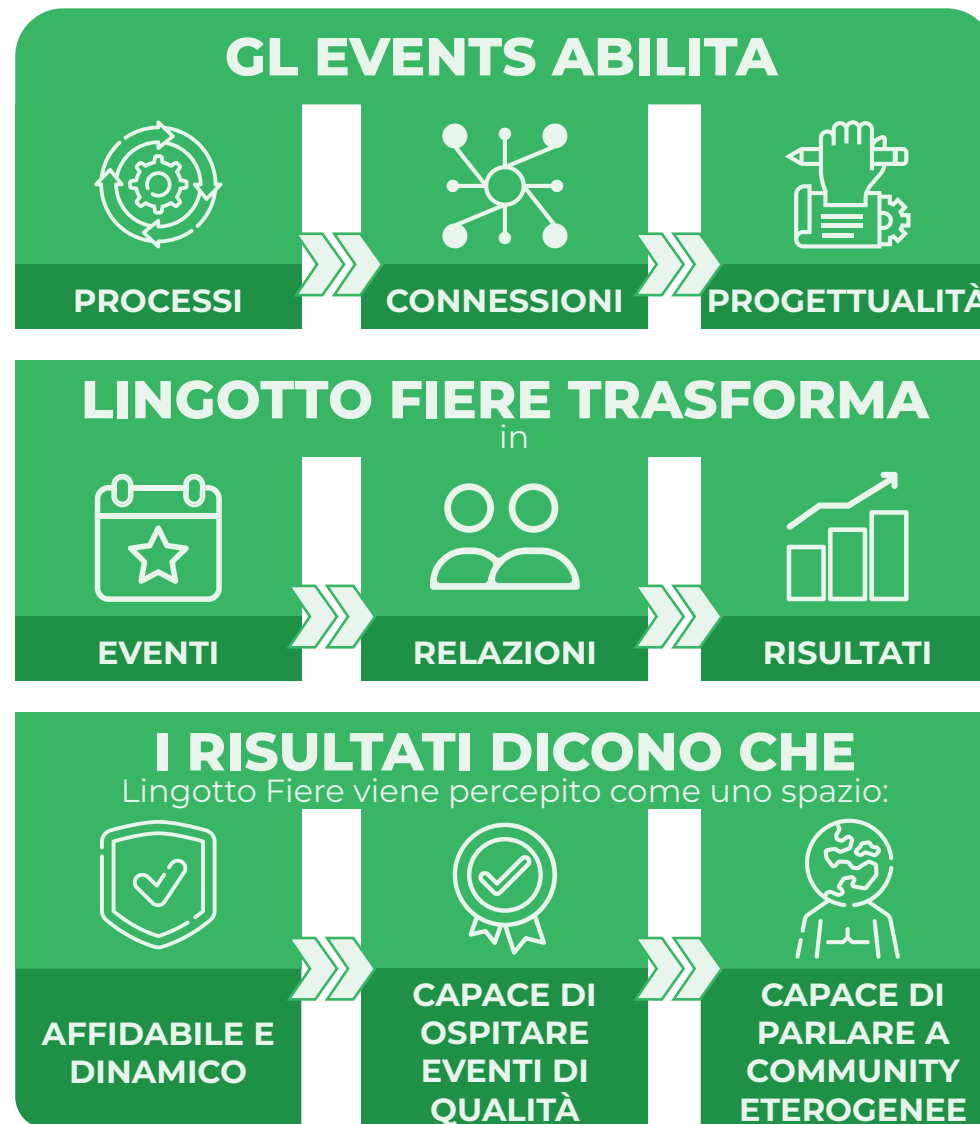 GL EVENTS ABILITA
PROCESSI
CONNESSIONI
PROGETTUALITÀ
LINGOTTO FIERE TRASFORMA
in
EVENTI
RELAZIONI
RISULTATI
I RISULTATI DICONO CHE
Lingotto Fiere viene percepito come uno spazio:
AFFIDABILE E
DINAMICO
CAPACE DI
OSPITARE
EVENTI DI
QUALITÀ
CAPACE DI
PARLARE A
COMMUNITY
ETEROGENEE